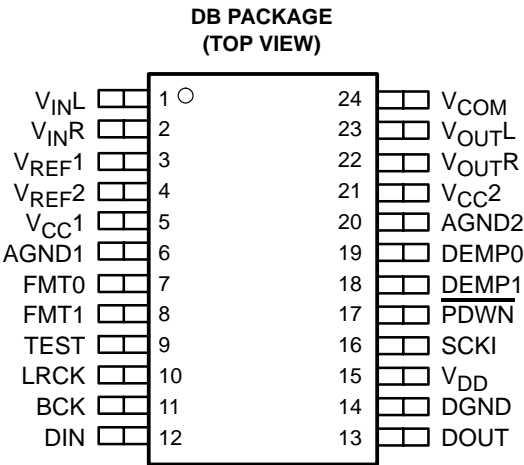 DB PACKAGE
(TOP VIEW)
VINL 1 24 VCOM
VINR 2 23 VOUTL
VREF1 3 22 VOUTR
VREF2 4 21 VCC2
VCC1 5 20 AGND2
AGND1 6 19 DEMP0
FMT0 7 18 DEMP1
FMT1 8 17 PDWN
TEST 9 16 SCKI
LRCK 10 15 VDD
BCK 11 14 DGND
DIN 12 13 DOUT